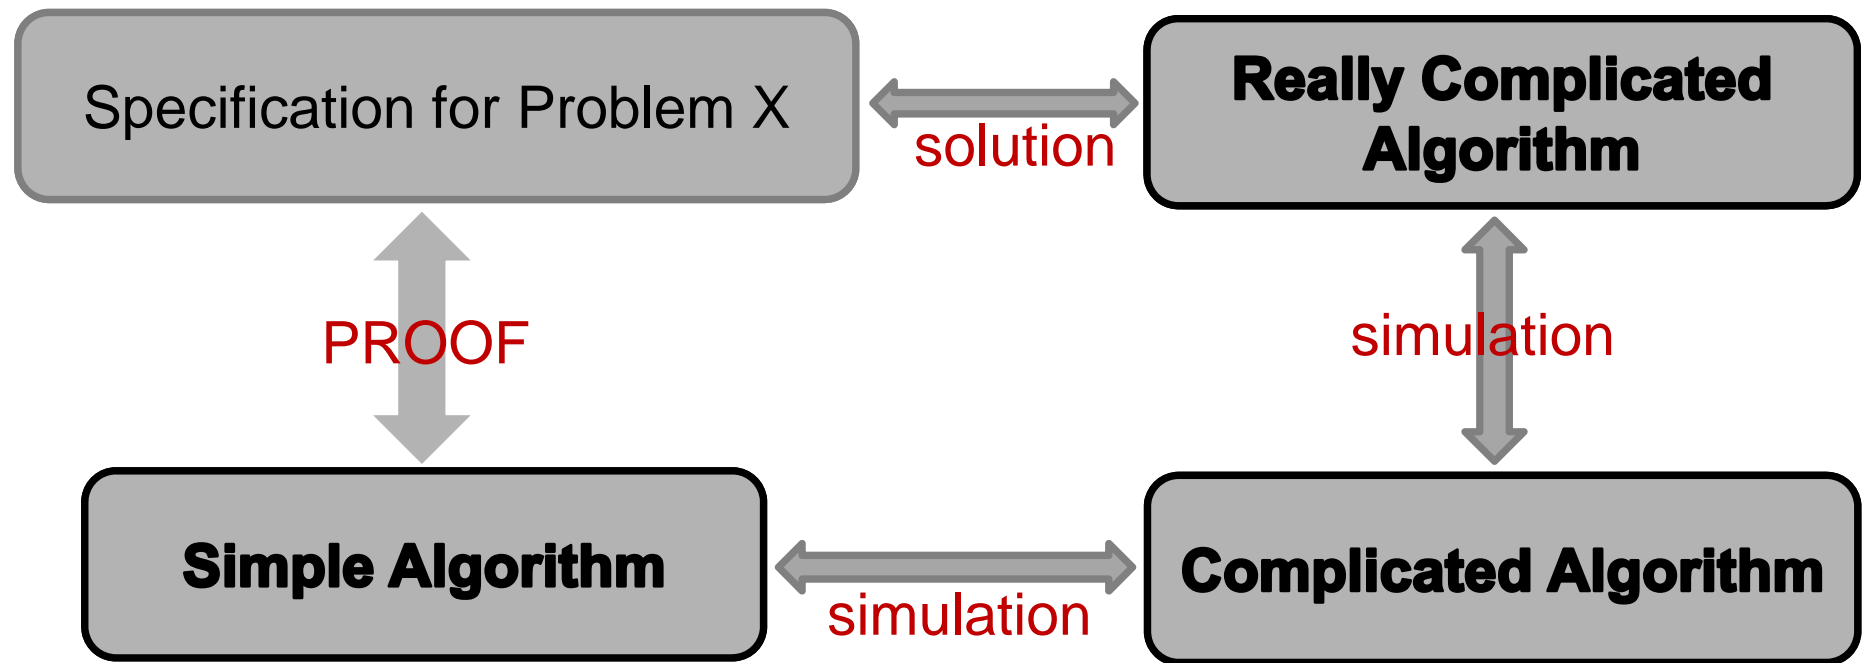 Specification for Problem X
solution
Really Complicated
Algorithm
PROOF
simulation
Simple Algorithm
simulation
Complicated Algorithm